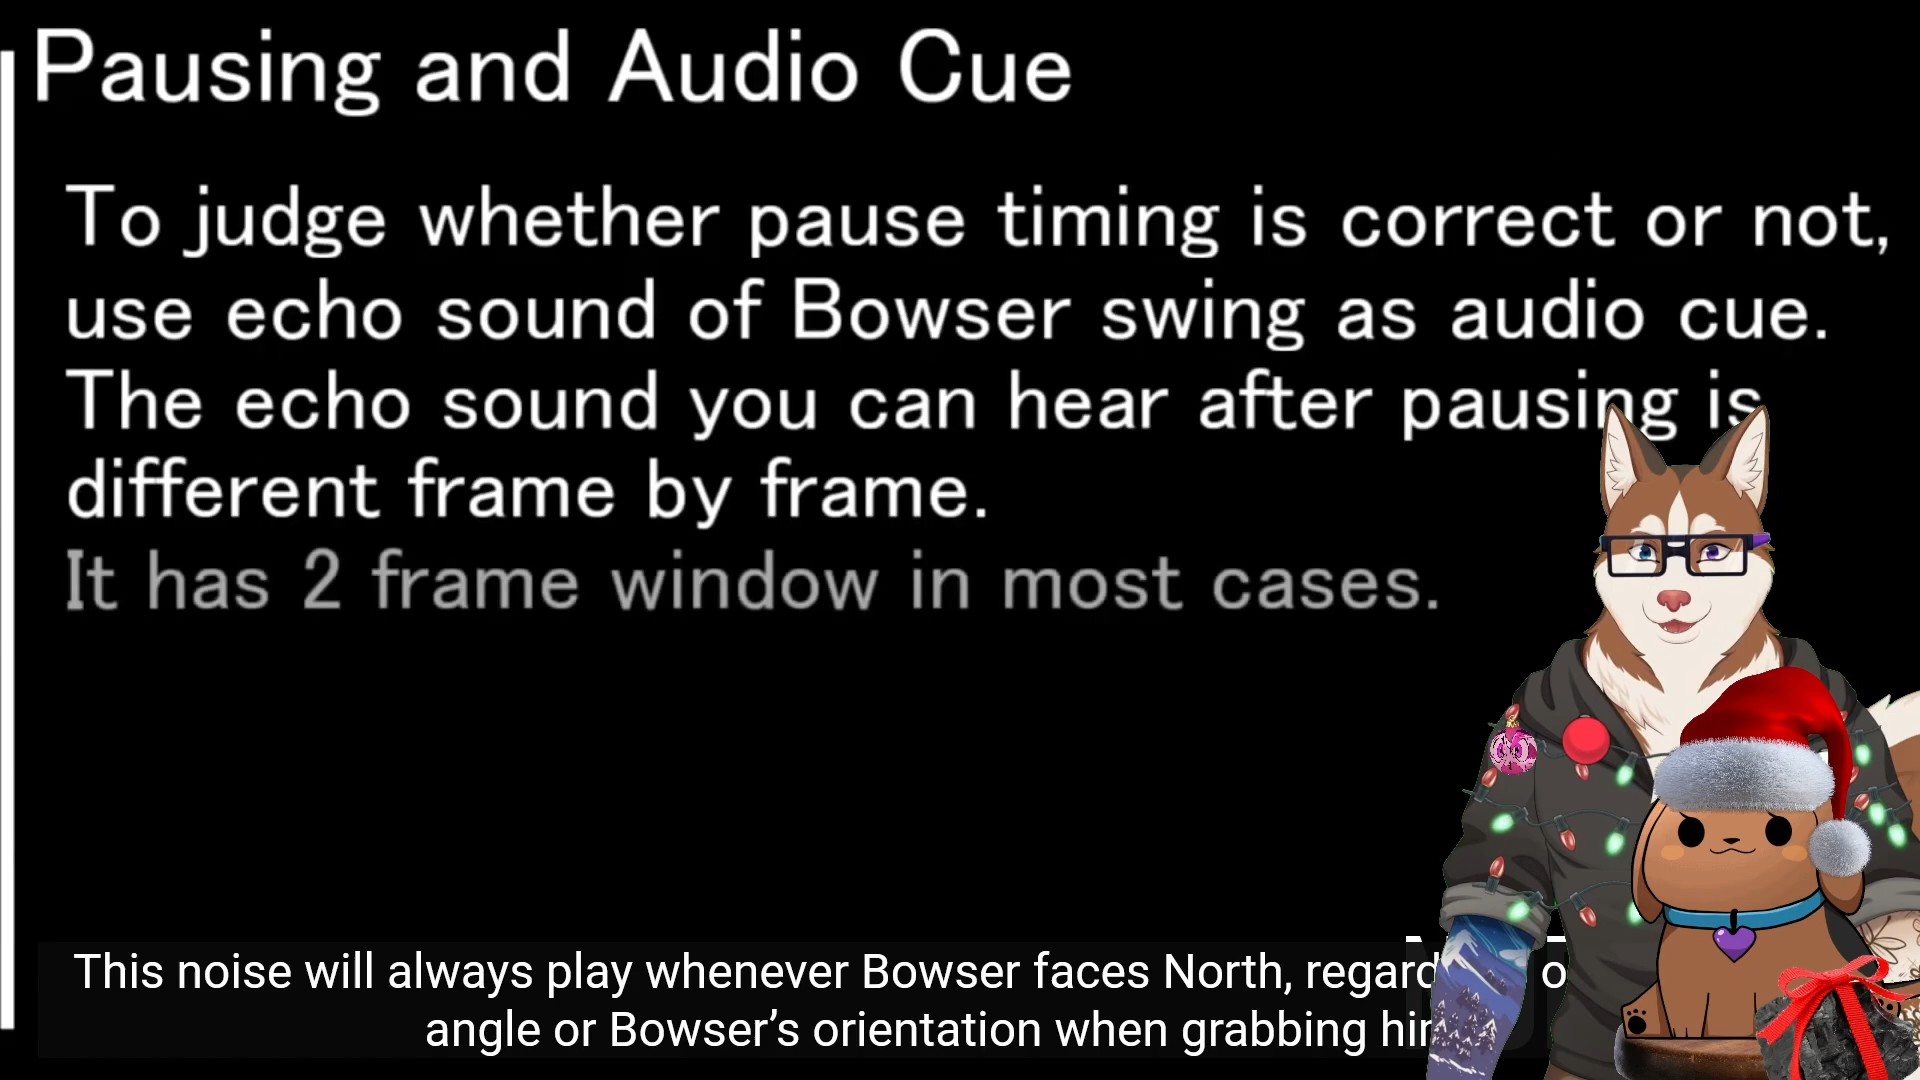 Pausing and Audio Cue
To judge whether pause timing is correct or not,
use echo sound of Bowser swing as audio cue.
The echo sound you can hear after pausing is
different frame by frame.
It has 2 frame window in most cases.
This noise will always play whenever Bowser faces North,
angle or Bowser’s orientation when grabbing